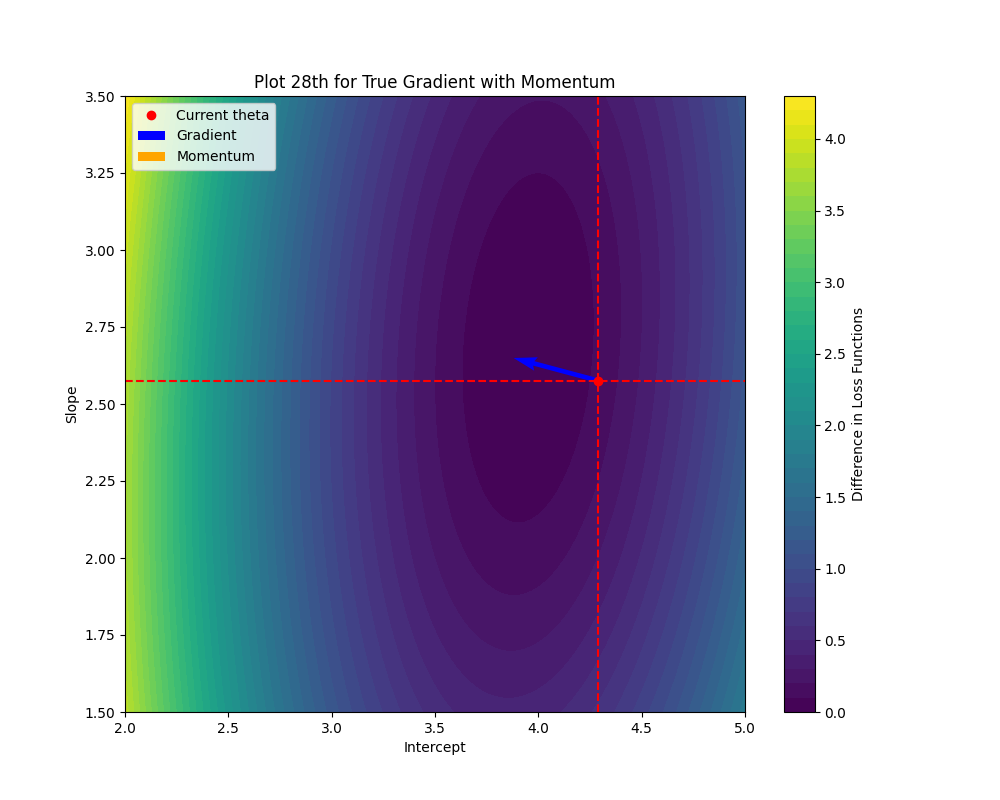 Plot 28th for True Gradient with Momentum
Current theta
Gradient
Momentum
3.50
3.25
3.00
2.75
2.50
2.25
2.00
1.75
1.50
Slope
2.0 2.5 3.0 3.5 4.0 4.5 5.0
Intercept
4.0
3.5
3.0
2.5
2.0
1.5
1.0
0.5
0.0
Difference in Loss Functions